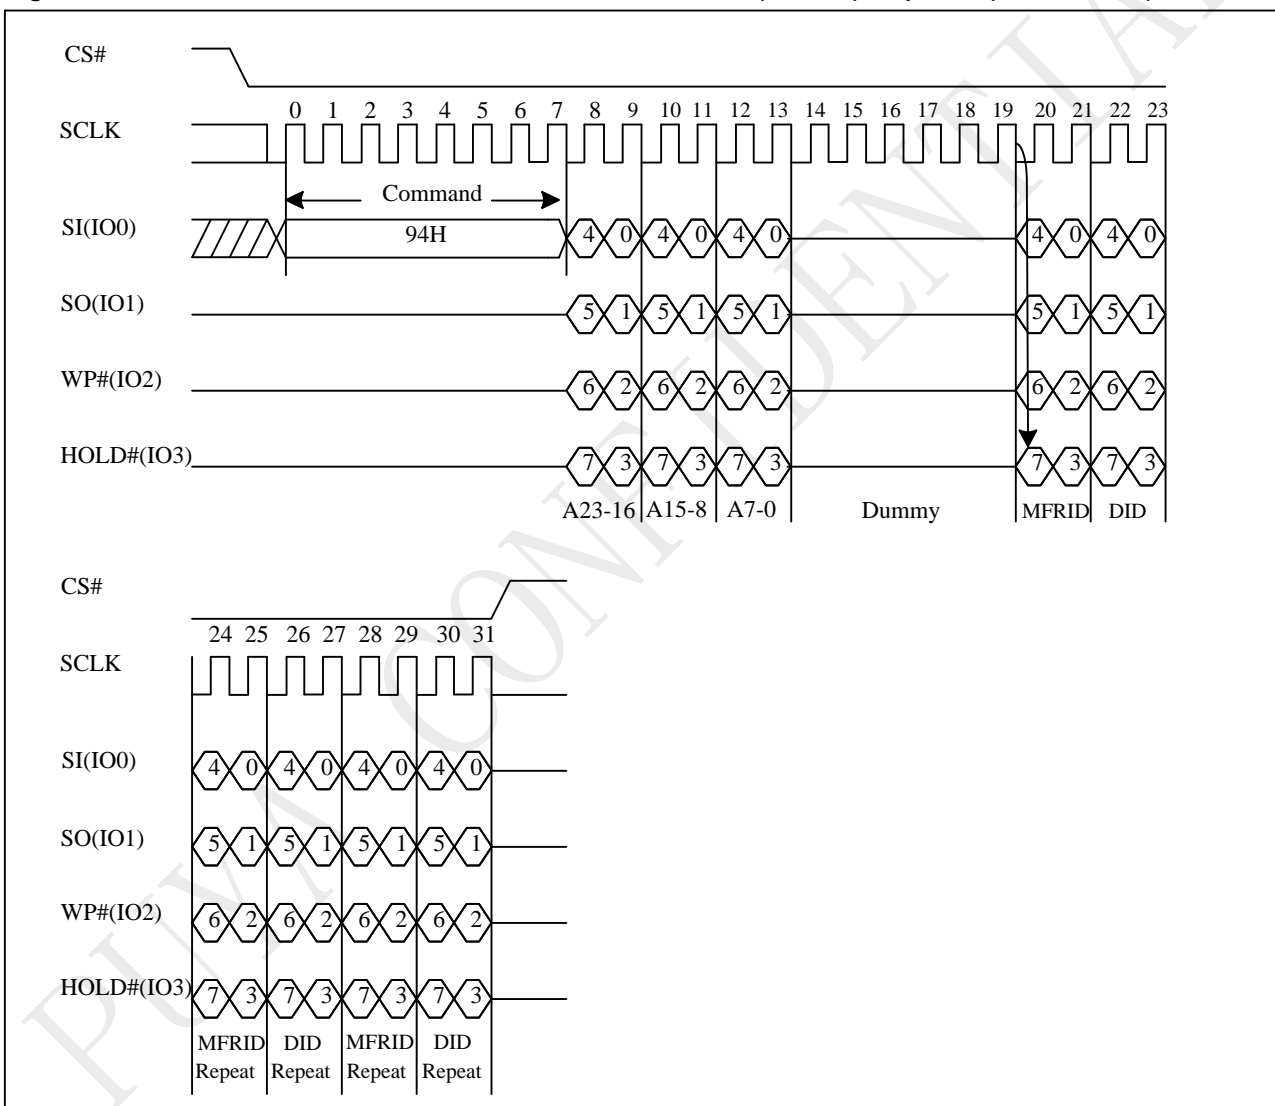 CS#
0 1 2 3 4 5 6 7 8 9 10 11 12 13 14 15 16 17 18 19 20 21 22 23
SCLK
Command
SI(IO0) 94H 4 0 4 0 4 0 4 0 4 0
SO(IO1) 5 1 5 1 5 1 5 1 5 1
WP#(IO2) 6 2 6 2 6 2 6 2 6 2
HOLD#(IO3) 7 3 7 3 7 3 7 3 7 3
A23-16 A15-8 A7-0 Dummy MFRID DID
CS#
24 25 26 27 28 29 30 31
SCLK
SI(IO0) 4 0 4 0 4 0 4 0
SO(IO1) 5 1 5 1 5 1 5 1
WP#(IO2) 6 2 6 2 6 2 6 2
HOLD#(IO3) 7 3 7 3 7 3 7 3
MFRID DID MFRID DID
Repeat Repeat Repeat Repeat
PUYA CONFIDENTIAL